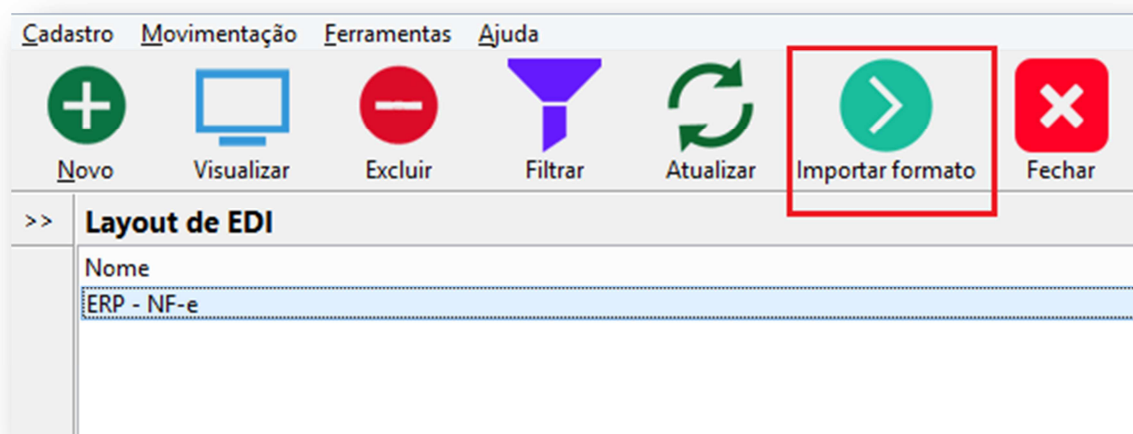 Cadastro Movimentação Ferramentas Ajuda
Novo Visualizar Excluir Filtrar Atualizar Importar formato Fechar
>> Layout de EDI
Nome
ERP - NF-e